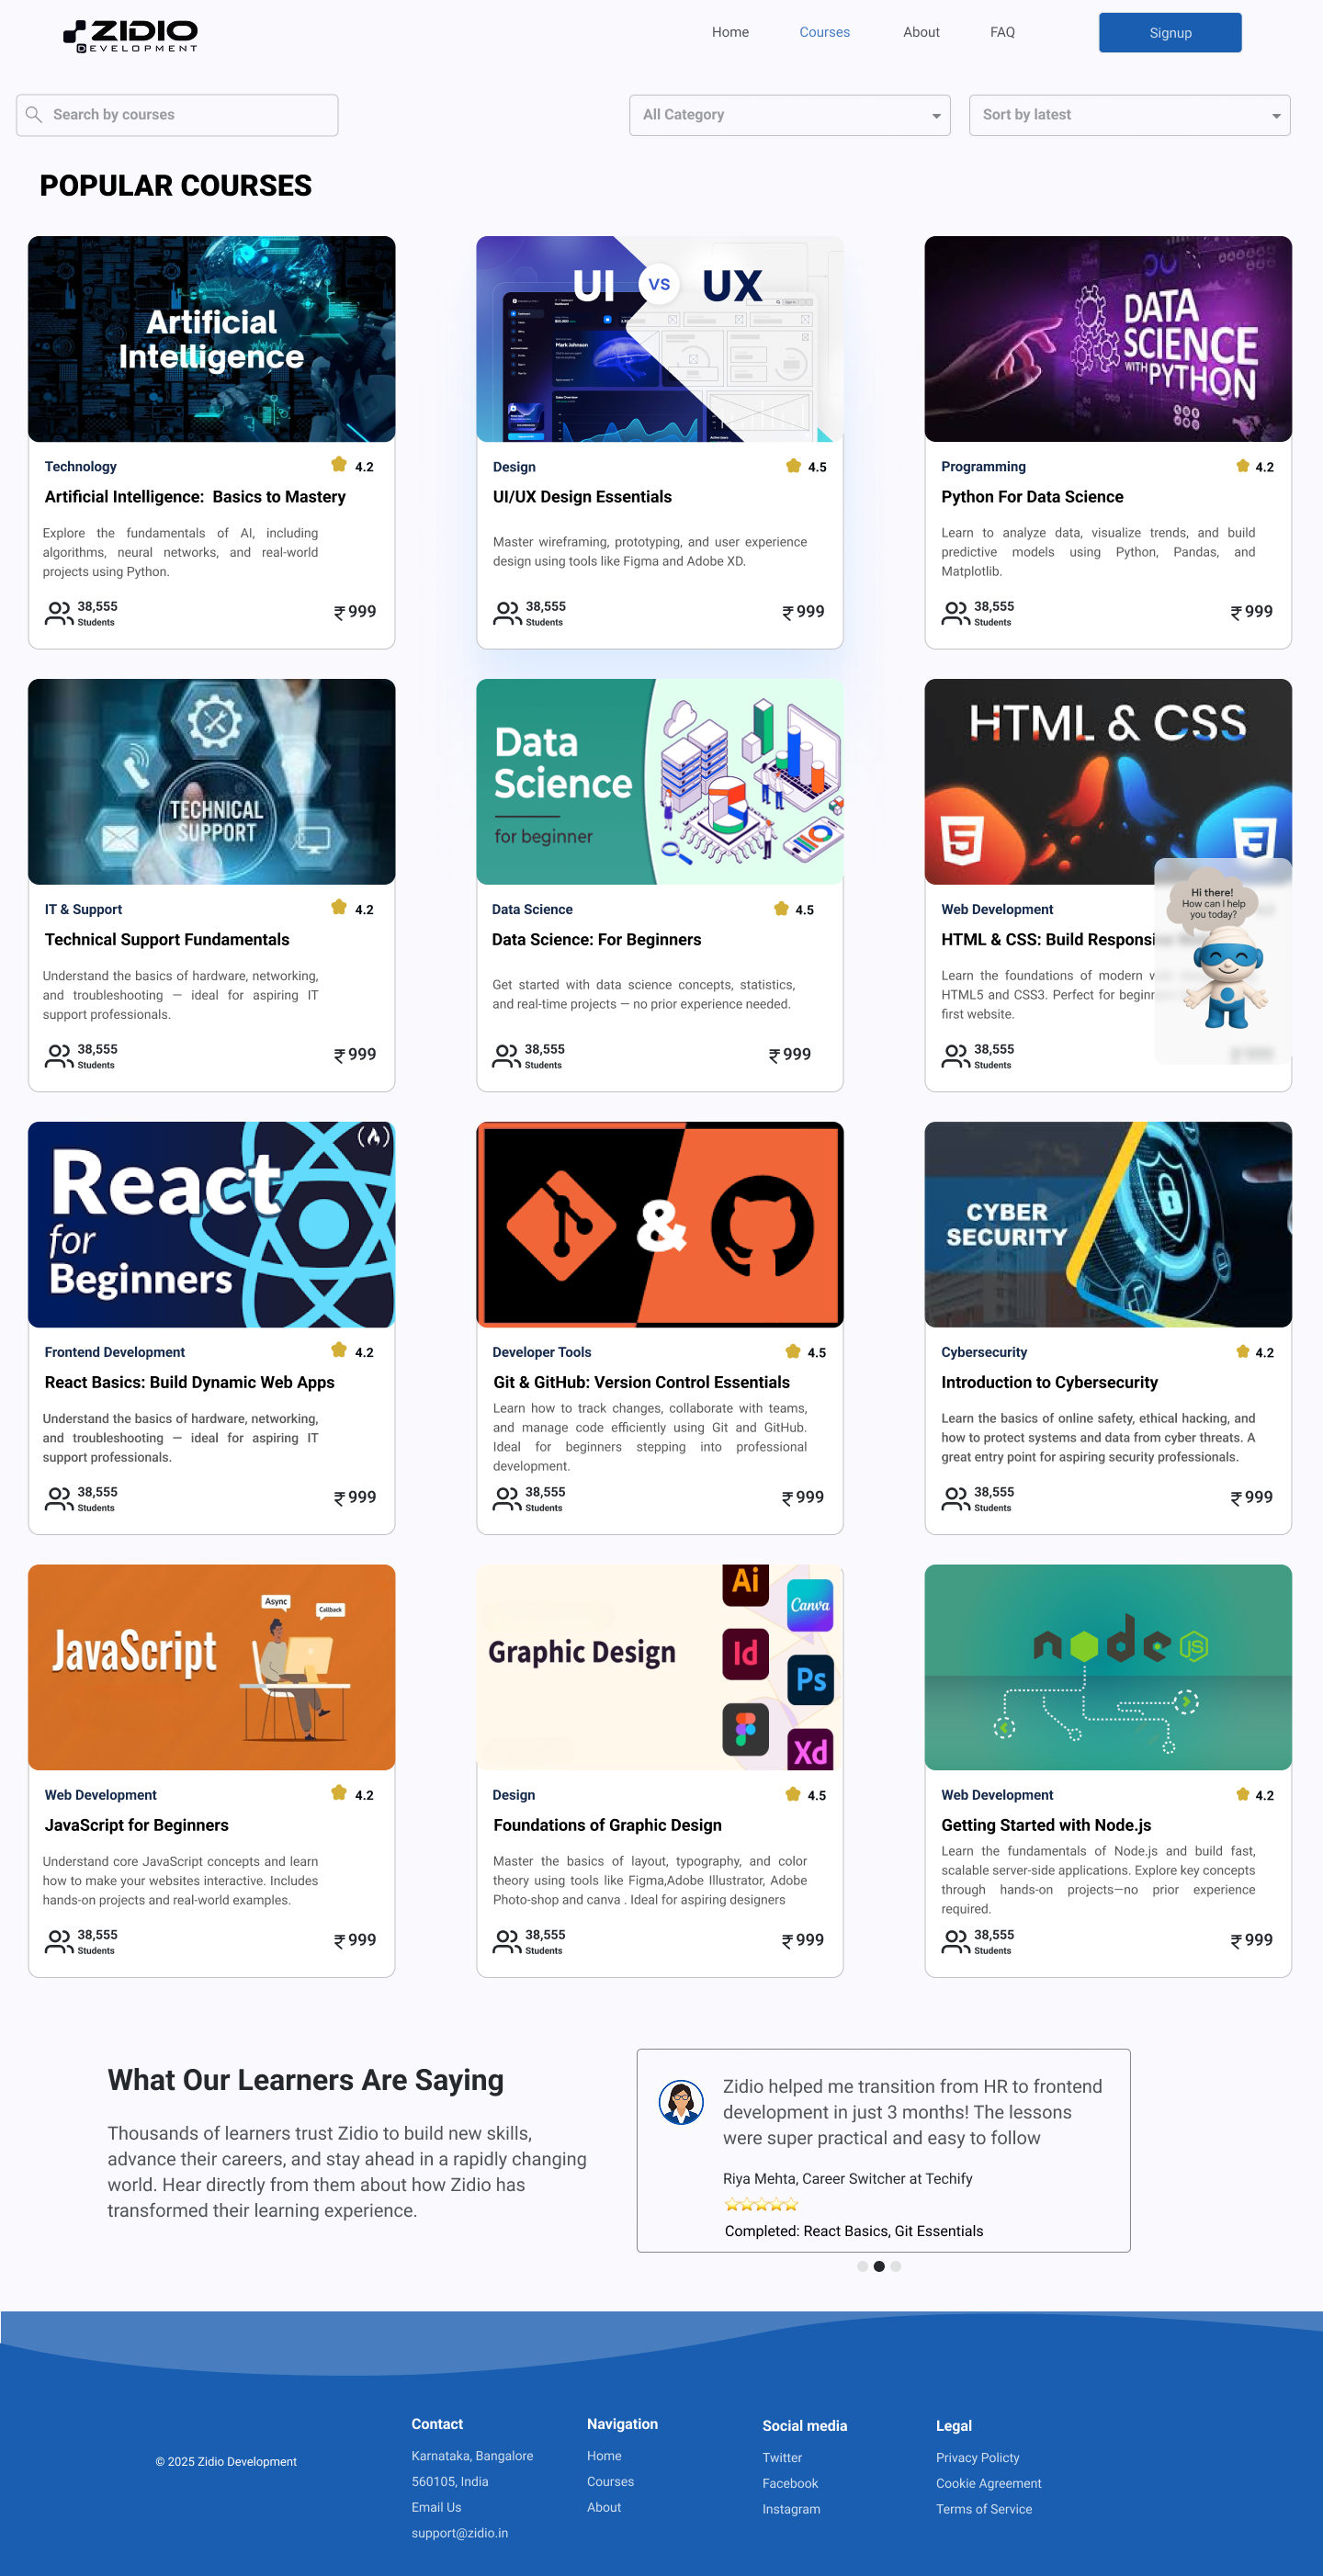 ZIDIO
DEVELOPMENT
Home
Courses
About
FAQ
Signup
Search by courses
All Category
Sort by latest
POPULAR COURSES
Artificial
Intelligence
Technology
4.2
Artificial Intelligence:  Basics to Mastery
Explore the fundamentals of AI, including
algorithms, neural networks, and real-world
projects using Python.
38,555
Students
₹ 999
UI VS UX
Design
4.5
UI/UX Design Essentials
Master wireframing, prototyping, and user experience
design using tools like Figma and Adobe XD.
38,555
Students
₹ 999
DATA
SCIENCE
WITH PYTHON
Programming
4.2
Python For Data Science
Learn to analyze data, visualize trends, and build
predictive models using Python, Pandas, and
Matplotlib.
38,555
Students
₹ 999
TECHNICAL
SUPPORT
IT & Support
4.2
Technical Support Fundamentals
Understand the basics of hardware, networking,
and troubleshooting — ideal for aspiring IT
support professionals.
38,555
Students
₹ 999
Data
Science
for beginner
Data Science
4.5
Data Science: For Beginners
Get started with data science concepts, statistics,
and real-time projects — no prior experience needed.
38,555
Students
₹ 999
HTML & CSS
5
3
Web Development
HTML & CSS: Build
Learn the foundations of modern
HTML5 and CSS3. Perfect for
first website.
38,555
Students
Hi there!
How can I help
you today?
React
for
Beginners
Frontend Development
4.2
React Basics: Build Dynamic Web Apps
Understand the basics of hardware, networking,
and troubleshooting — ideal for aspiring IT
support professionals.
38,555
Students
₹ 999
&
Developer Tools
4.5
Git & GitHub: Version Control Essentials
Learn how to track changes, collaborate with teams,
and manage code efficiently using Git and GitHub.
Ideal for beginners stepping into professional
development.
38,555
Students
₹ 999
CYBER
SECURITY
Cybersecurity
4.2
Introduction to Cybersecurity
Learn the basics of online safety, ethical hacking, and
how to protect systems and data from cyber threats. A
great entry point for aspiring security professionals.
38,555
Students
₹ 999
JavaScript
Async
Callback
Web Development
4.2
JavaScript for Beginners
Understand core JavaScript concepts and learn
how to make your websites interactive. Includes
hands-on projects and real-world examples.
38,555
Students
₹ 999
Graphic Design
Ai
Canva
Id
Ps
Xd
Design
4.5
Foundations of Graphic Design
Master the basics of layout, typography, and color
theory using tools like Figma,Adobe Illustrator, Adobe
Photo-shop and canva . Ideal for aspiring designers
38,555
Students
₹ 999
node JS
Web Development
4.2
Getting Started with Node.js
Learn the fundamentals of Node.js and build fast,
scalable server-side applications. Explore key concepts
through hands-on projects—no prior experience
required.
38,555
Students
₹ 999
What Our Learners Are Saying
Thousands of learners trust Zidio to build new skills,
advance their careers, and stay ahead in a rapidly changing
world. Hear directly from them about how Zidio has
transformed their learning experience.
Zidio helped me transition from HR to frontend
development in just 3 months! The lessons
were super practical and easy to follow
Riya Mehta, Career Switcher at Techify
⭐⭐⭐⭐⭐
Completed: React Basics, Git Essentials
© 2025 Zidio Development
Contact
Karnataka, Bangalore
560105, India
Email Us
support@zidio.in
Navigation
Home
Courses
About
Social media
Twitter
Facebook
Instagram
Legal
Privacy Policty
Cookie Agreement
Terms of Service